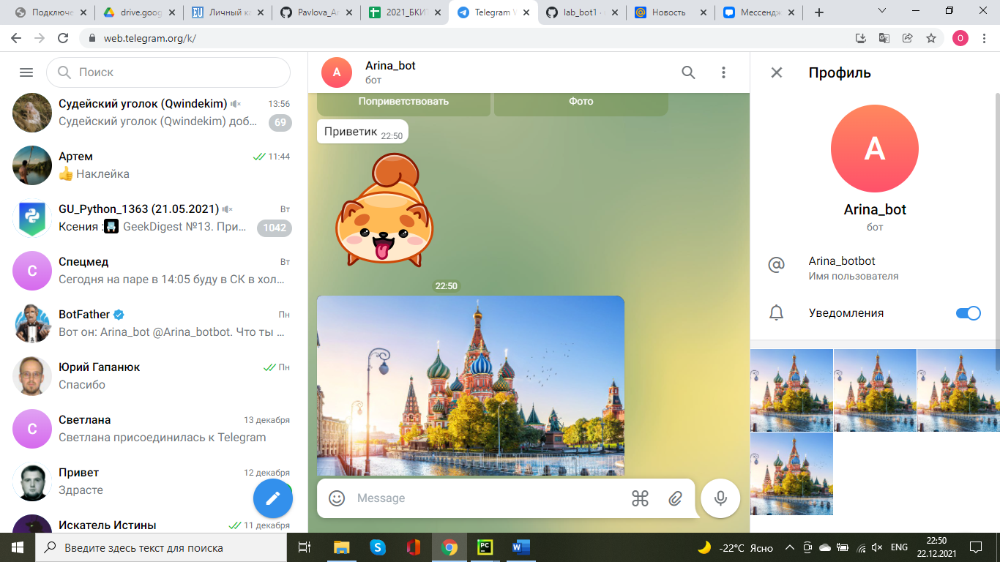 Подключе
drive.goog
Личный ка
Pavlova_Ar
2021_БКИТ
Telegram W
lab_bot1 ·
Новость
Мессендж
web.telegram.org/k/
О
Поиск
Судейский уголок (Qwindekim) 13:56
Судейский уголок (Qwindekim) доб... 69
Артем 11:44
👍 Наклейка
GU_Python_1363 (21.05.2021) Вт
Ксения : GeekDigest №13. При... 1042
С
Спецмед Вт
Сегодня на паре в 14:05 буду в СК в хол...
BotFather Пн
Вот он: Arina_bot @Arina_botbot. Что ты ...
Юрий Гапанюк Пн
Спасибо
С
Светлана 13 декабря
Светлана присоединилась к Telegram
Привет 12 декабря
Здрасте
Искатель Истины 11 декабря
A
Arina_bot
бот
Поприветствовать
Фото
Приветик 22:50
22:50
Message
Профиль
A
Arina_bot
бот
Arina_botbot
Имя пользователя
Уведомления
Введите здесь текст для поиска
-22°C Ясно
ENG
22:50
22.12.2021